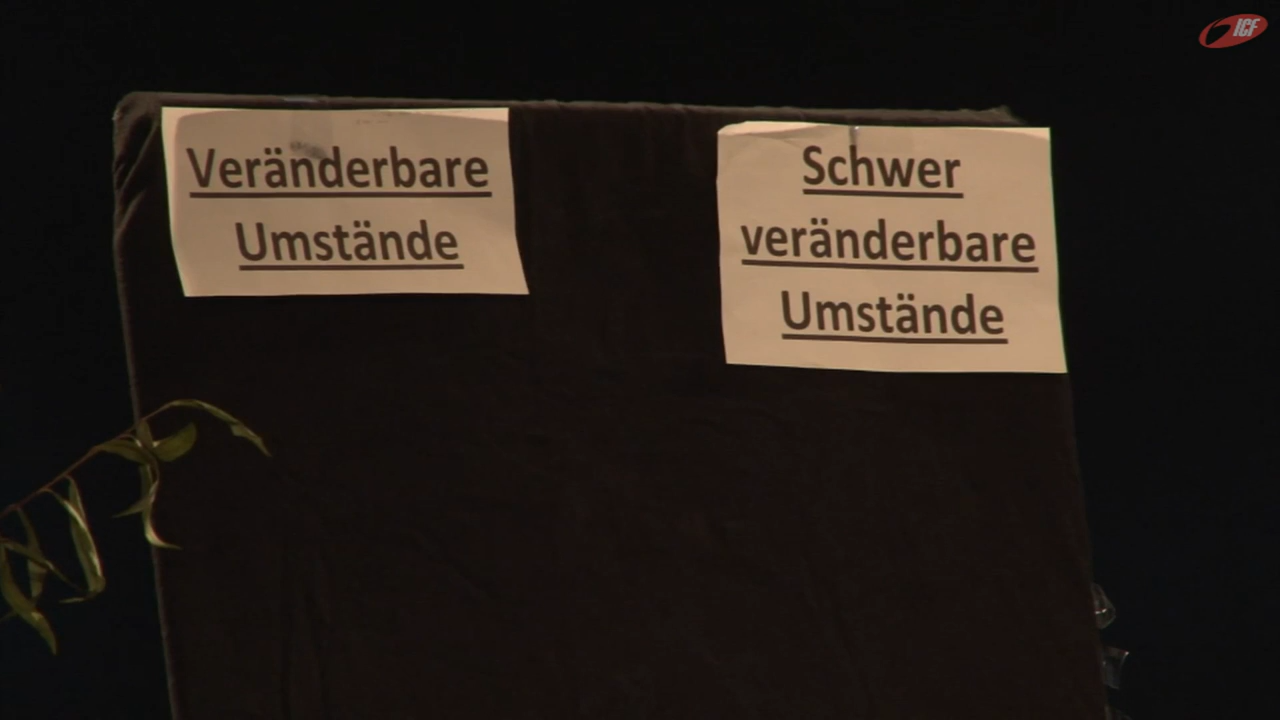 ICF
Veränderbare
Umstände
Schwer
veränderbare
Umstände